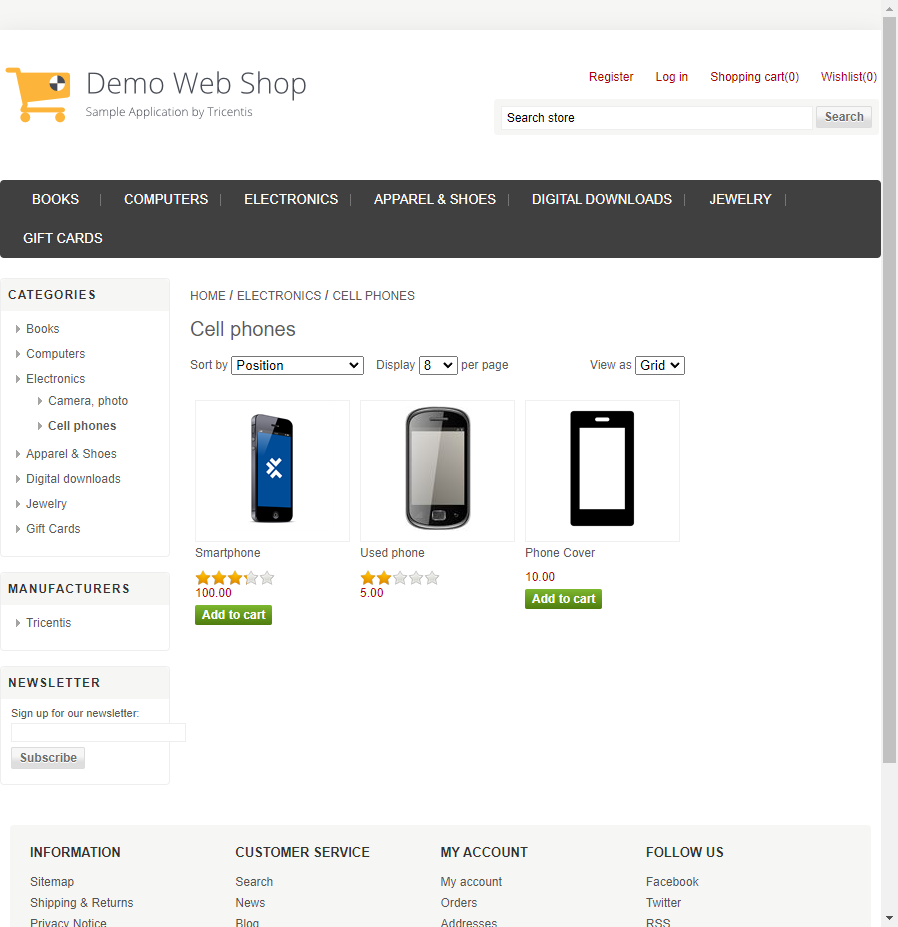 Demo Web Shop
Sample Application by Tricentis
Register Log in Shopping cart(0) Wishlist(0)
Search store Search
BOOKS COMPUTERS ELECTRONICS APPAREL & SHOES DIGITAL DOWNLOADS JEWELRY
GIFT CARDS
CATEGORIES
Books
Computers
Electronics
Camera, photo
Cell phones
Apparel & Shoes
Digital downloads
Jewelry
Gift Cards
MANUFACTURERS
Tricentis
NEWSLETTER
Sign up for our newsletter:
Subscribe
HOME / ELECTRONICS / CELL PHONES
Cell phones
Sort by Position Display 8 per page View as Grid
Smartphone
100.00
Add to cart
Used phone
5.00
Phone Cover
10.00
Add to cart
INFORMATION
Sitemap
Shipping & Returns
Privacy Notice
CUSTOMER SERVICE
Search
News
Blog
MY ACCOUNT
My account
Orders
Addresses
FOLLOW US
Facebook
Twitter
RSS